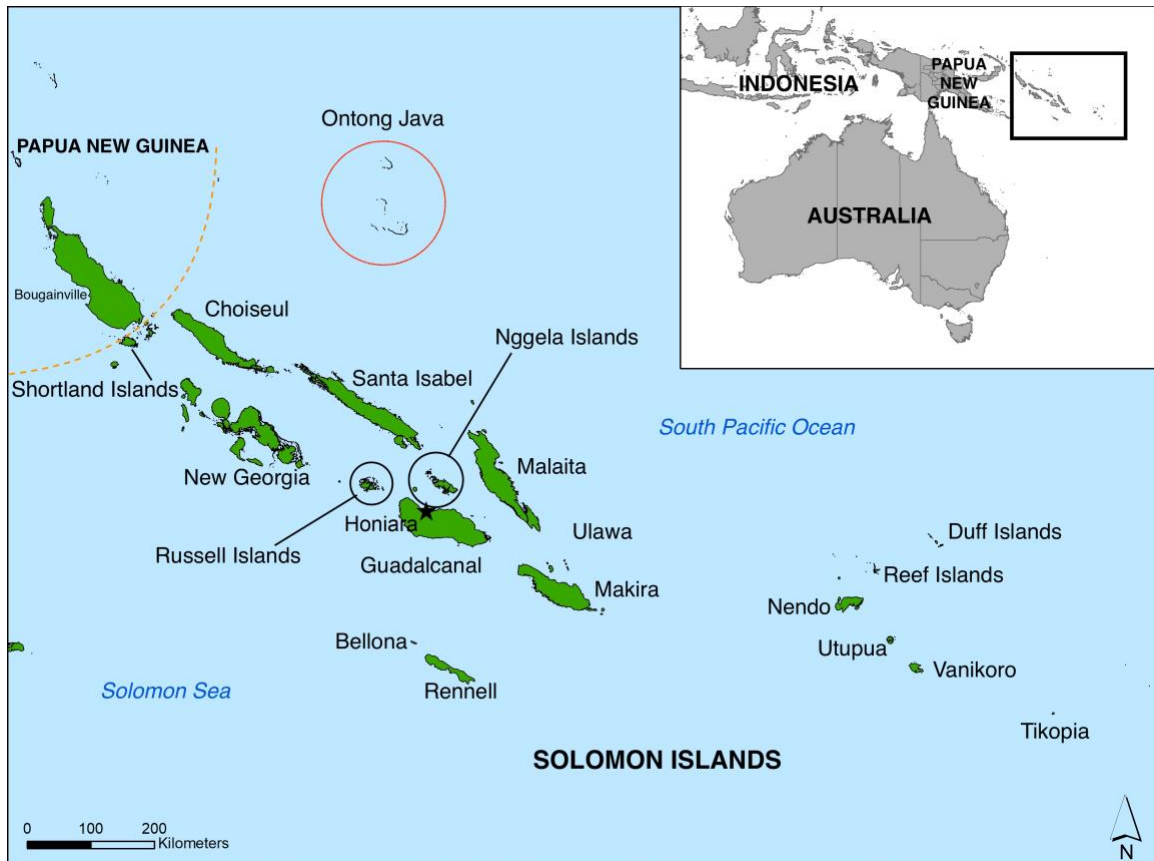 Ontong Java
PAPUA NEW GUINEA
Bougainville
Choiseul
Nggela Islands
Shortland Islands
Santa Isabel
South Pacific Ocean
New Georgia
Malaita
Honiara
Ulawa
Russell Islands
Guadalcanal
Duff Islands
Reef Islands
Makira
Nendo
Bellona
Utupua
Vanikoro
Rennell
Solomon Sea
Tikopia
SOLOMON ISLANDS
0 100 200
Kilometers
N
INDONESIA
PAPUA
NEW
GUINEA
AUSTRALIA